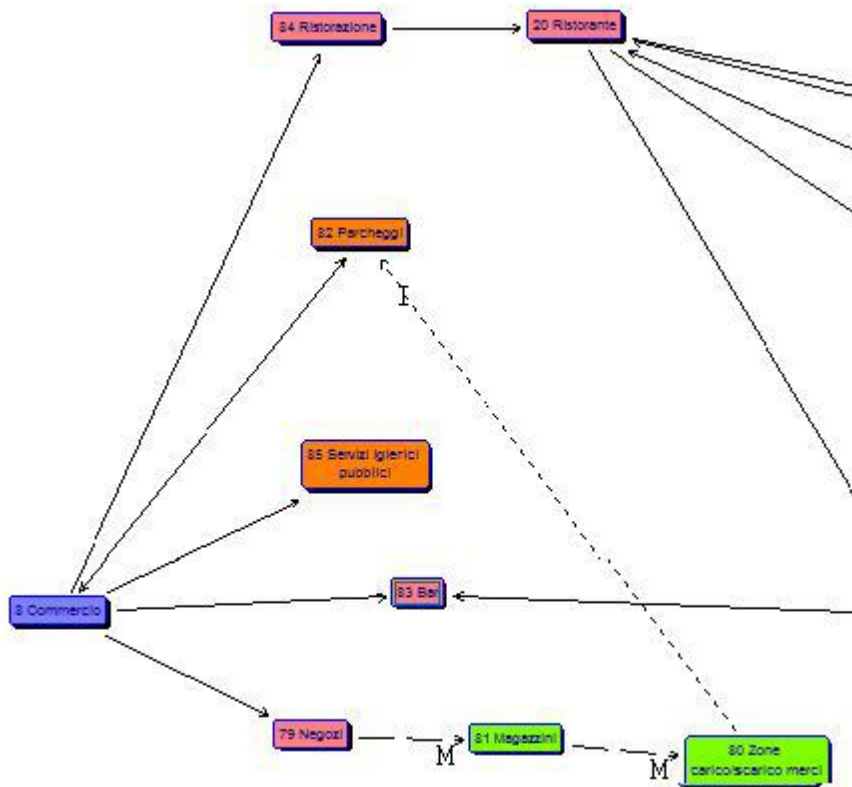 84 Ristorazione
20 Ristorante
82 Parcheggi
P
85 Servizi igienici
pubblici
8 Commercio
83 Bar
79 Negozi
M
81 Magazzini
M
80 Zone
carico/scarico merci